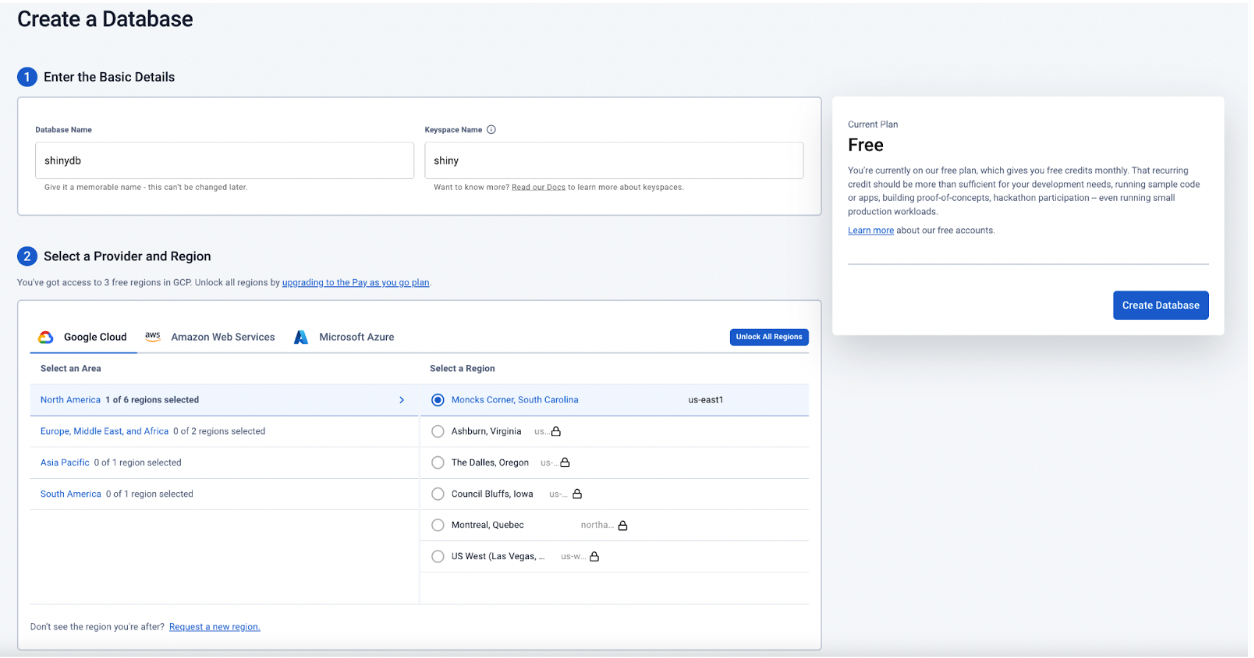 Create a Database
1 Enter the Basic Details
Database Name
shinydb
Give it a memorable name - this can't be changed later.
Keyspace Name
shiny
Want to know more? Read our Docs to learn more about keyspaces.
Current Plan
Free
You're currently on our free plan, which gives you free credits monthly. That recurring
credit should be more than sufficient for your development needs, running sample code
or apps, building proof-of-concepts, hackathon participation – even running small
production workloads.
Learn more about our free accounts.
Create Database
2 Select a Provider and Region
You've got access to 3 free regions in GCP. Unlock all regions by upgrading to the Pay as you go plan.
Google Cloud
aws Amazon Web Services
Microsoft Azure
Unlock All Regions
Select an Area
North America 1 of 6 regions selected
Europe, Middle East, and Africa 0 of 2 regions selected
Asia Pacific 0 of 1 region selected
South America 0 of 1 region selected
Select a Region
Moncks Corner, South Carolina us-east1
Ashburn, Virginia us...
The Dalles, Oregon us-...
Council Bluffs, Iowa us-...
Montreal, Quebec northa...
US West (Las Vegas, ... us-w...
Don't see the region you're after? Request a new region.